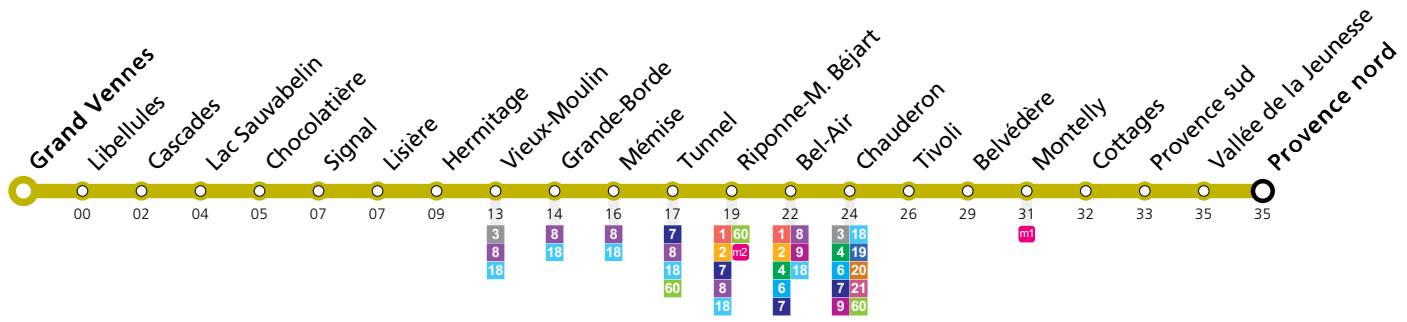 Grand Vennes
Libellules
Cascades
Lac Sauvabelin
Chocolatière
Signal
Lisière
Hermitage
Vieux-Moulin
Grande-Borde
Mémise
Tunnel
Riponne-M. Béjart
Bel-Air
Chauderon
Tivoli
Belvédère
Montelly
Cottages
Provence sud
Vallée de la Jeunesse
Provence nord
00 02 04 05 07 07 09 13 14 16 17 19 22 24 26 29 31 32 33 35 35
3 8 8 7 1 60 1 8 3 18 m1
8 18 18 8 2 m2 2 9 4 19
18 18 7 4 18 6 20
60 8 6 7 21
18 7 9 60